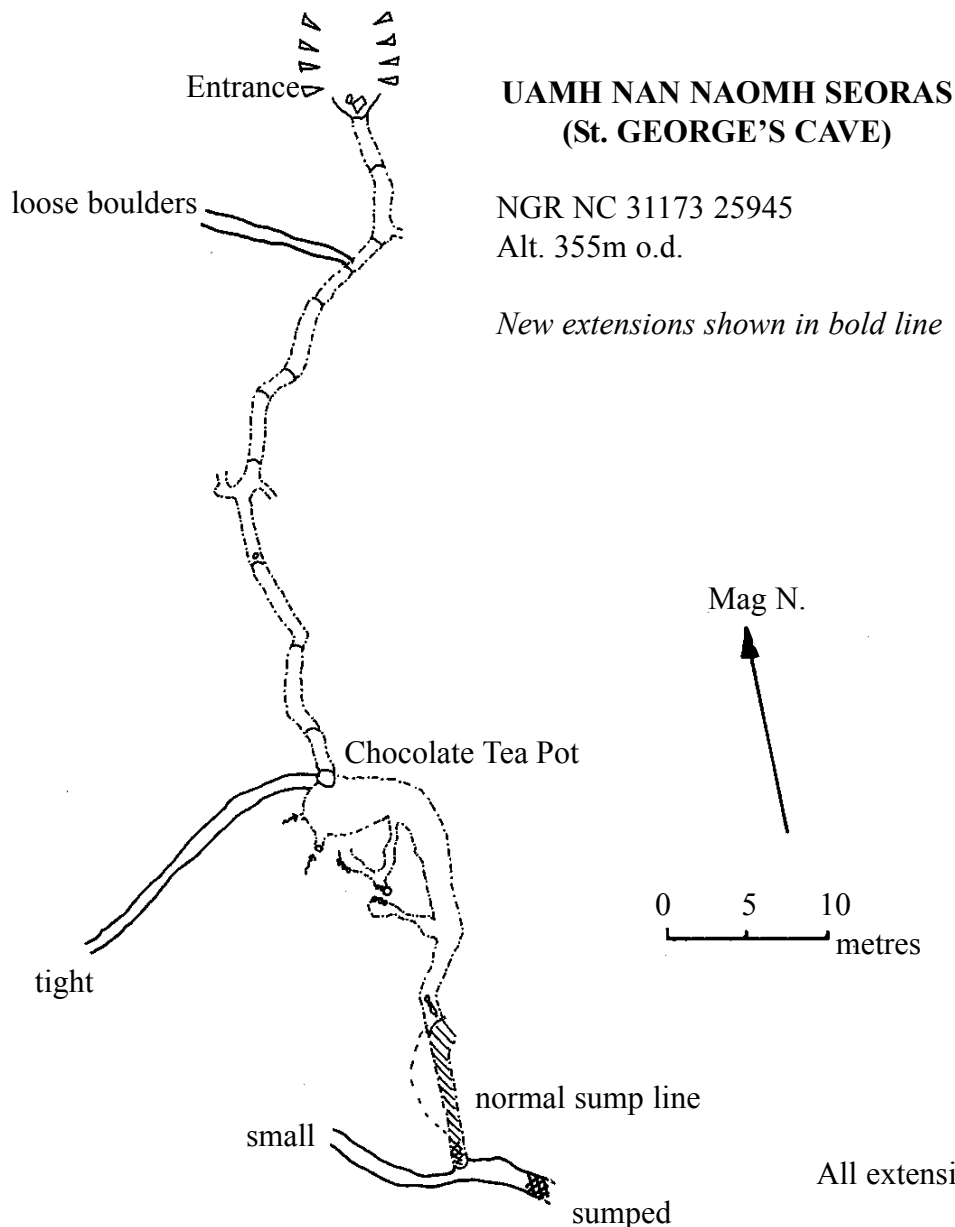 Entrance
UAMH NAN NAOMH SEORAS
(St. GEORGE'S CAVE)
loose boulders
NGR NC 31173 25945
Alt. 355m o.d.
New extensions shown in bold line
Mag N.
Chocolate Tea Pot
0 5 10
metres
tight
normal sump line
small
All extensi
sumped